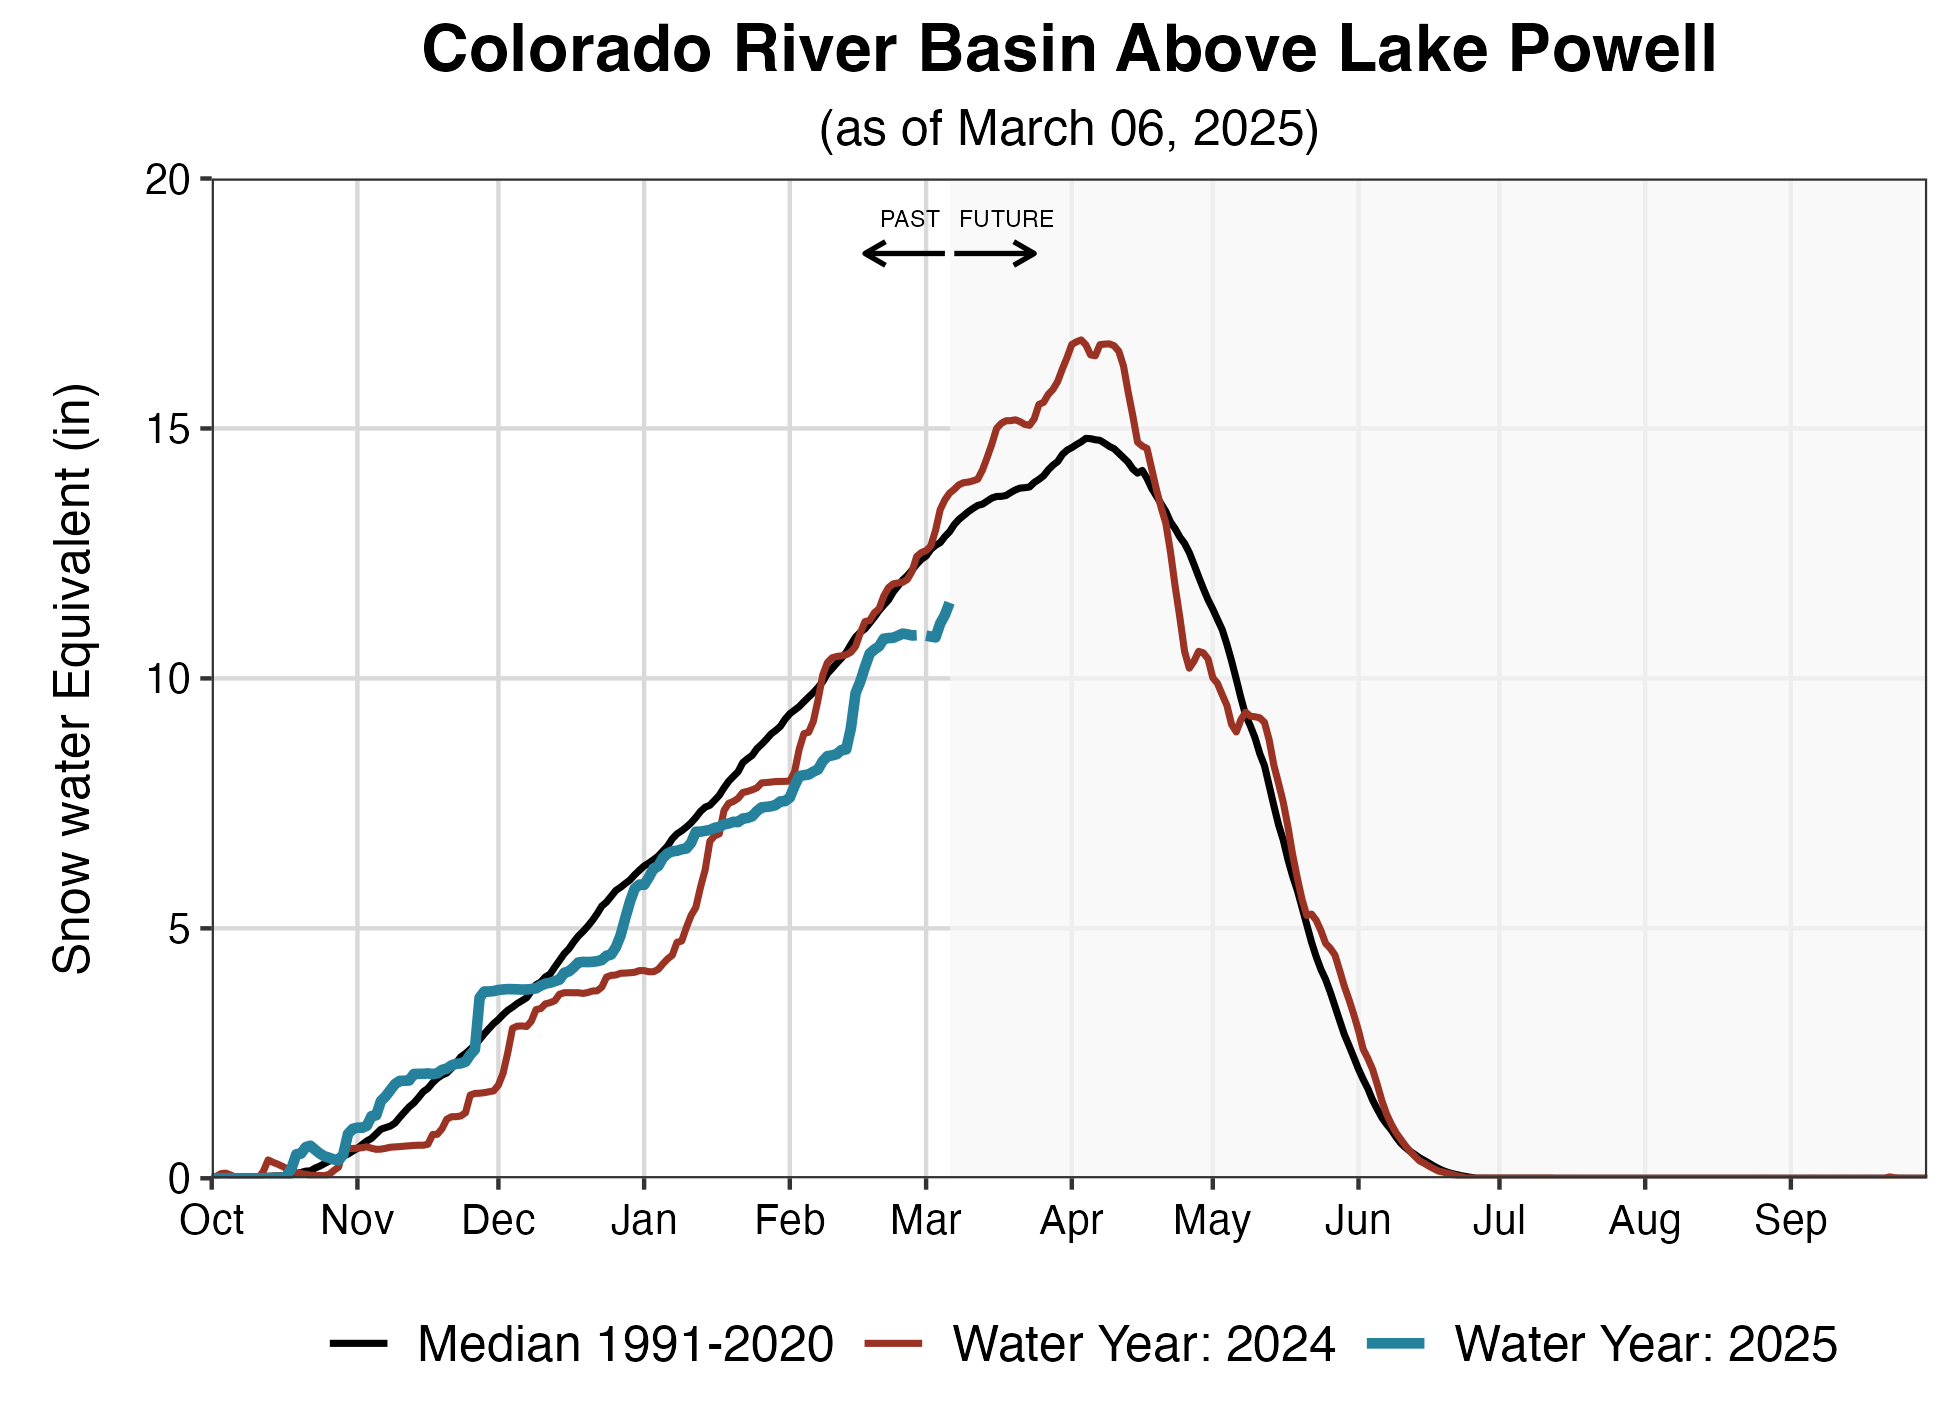 Colorado River Basin Above Lake Powell
(as of March 06, 2025)
20
PAST FUTURE
15
10
5
0
Snow water Equivalent (in)
Oct Nov Dec Jan Feb Mar Apr May Jun Jul Aug Sep
Median 1991-2020 Water Year: 2024 Water Year: 2025